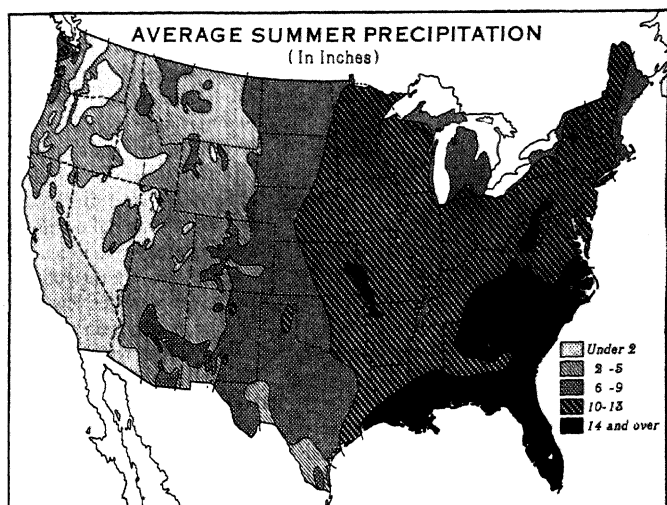 AVERAGE SUMMER PRECIPITATION
(In Inches)
Under 2
2 - 5
6 - 9
10-13
14 and over